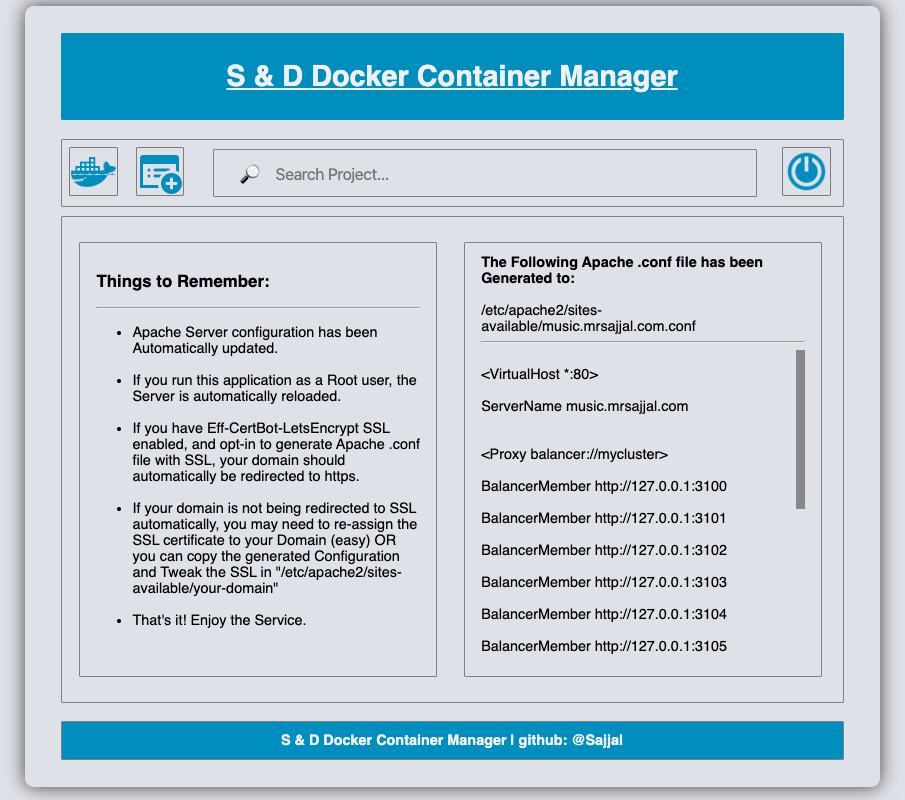 S & D Docker Container Manager
Search Project...
Things to Remember:
Apache Server configuration has been
Automatically updated.
If you run this application as a Root user, the
Server is automatically reloaded.
If you have Eff-CertBot-LetsEncrypt SSL
enabled, and opt-in to generate Apache .conf
file with SSL, your domain should
automatically be redirected to https.
If your domain is not being redirected to SSL
automatically, you may need to re-assign the
SSL certificate to your Domain (easy) OR
you can copy the generated Configuration
and Tweak the SSL in "/etc/apache2/sites-
available/your-domain"
That's it! Enjoy the Service.
The Following Apache .conf file has been
Generated to:
/etc/apache2/sites-
available/music.mrsajjal.com.conf
<VirtualHost *:80>
ServerName music.mrsajjal.com
<Proxy balancer://mycluster>
BalancerMember http://127.0.0.1:3100
BalancerMember http://127.0.0.1:3101
BalancerMember http://127.0.0.1:3102
BalancerMember http://127.0.0.1:3103
BalancerMember http://127.0.0.1:3104
BalancerMember http://127.0.0.1:3105
S & D Docker Container Manager | github: @Sajjal